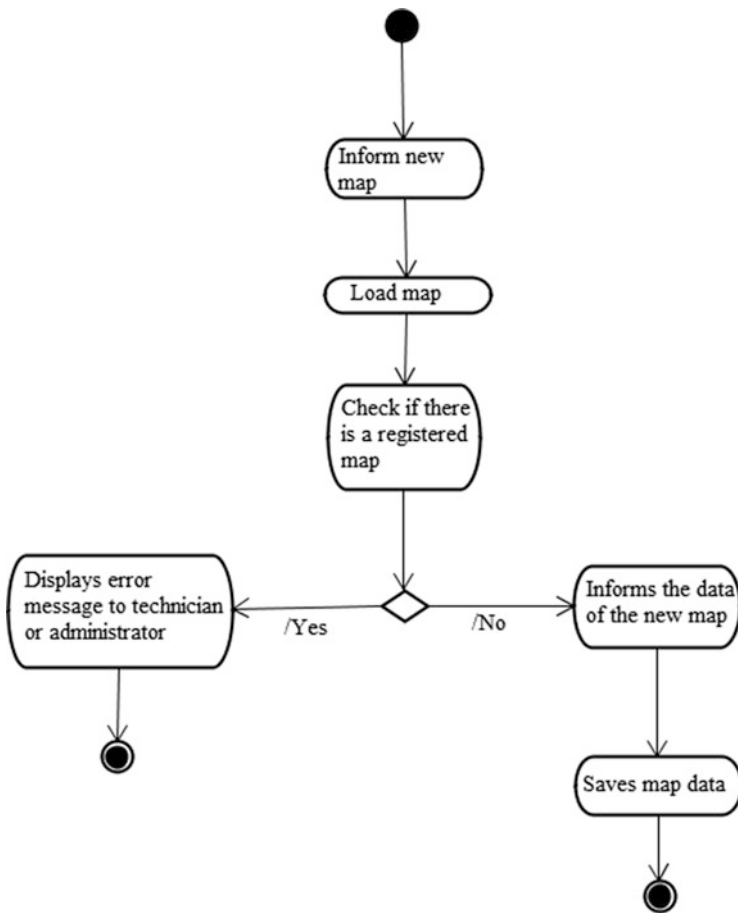 Inform new
map
Load map
Check if there
is a registered
map
Displays error
message to technician
or administrator
/Yes
/No
Informs the data
of the new map
Saves map data